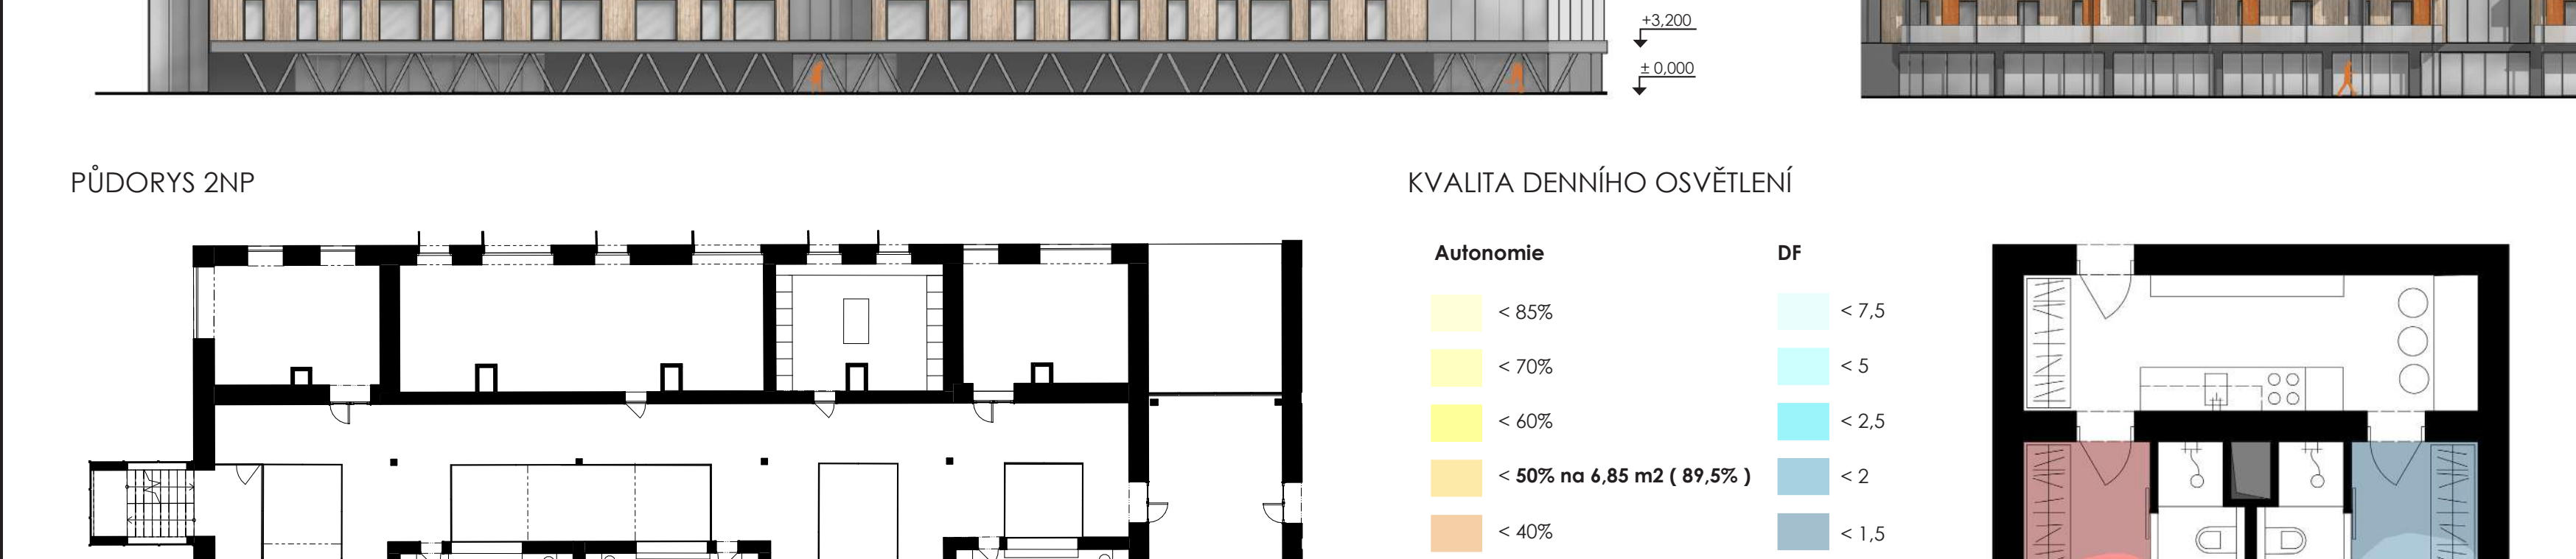 +3,200
± 0,000
PŮDORYS 2NP
KVALITA DENNÍHO OSVĚTLENÍ
Autonomie
DF
< 85%
< 7,5
< 70%
< 5
< 60%
< 2,5
< 50% na 6,85 m2 ( 89,5% )
< 2
< 40%
< 1,5